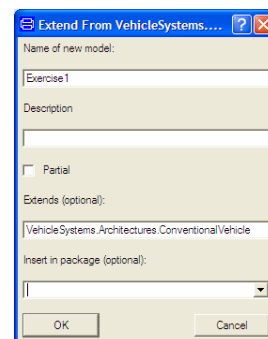 Extend From VehicleSystems....
Name of new model:
Exercise1
Description
Partial
Extends (optional):
VehicleSystems.Architectures.ConventionalVehicle
Insert in package (optional):
OK
Cancel